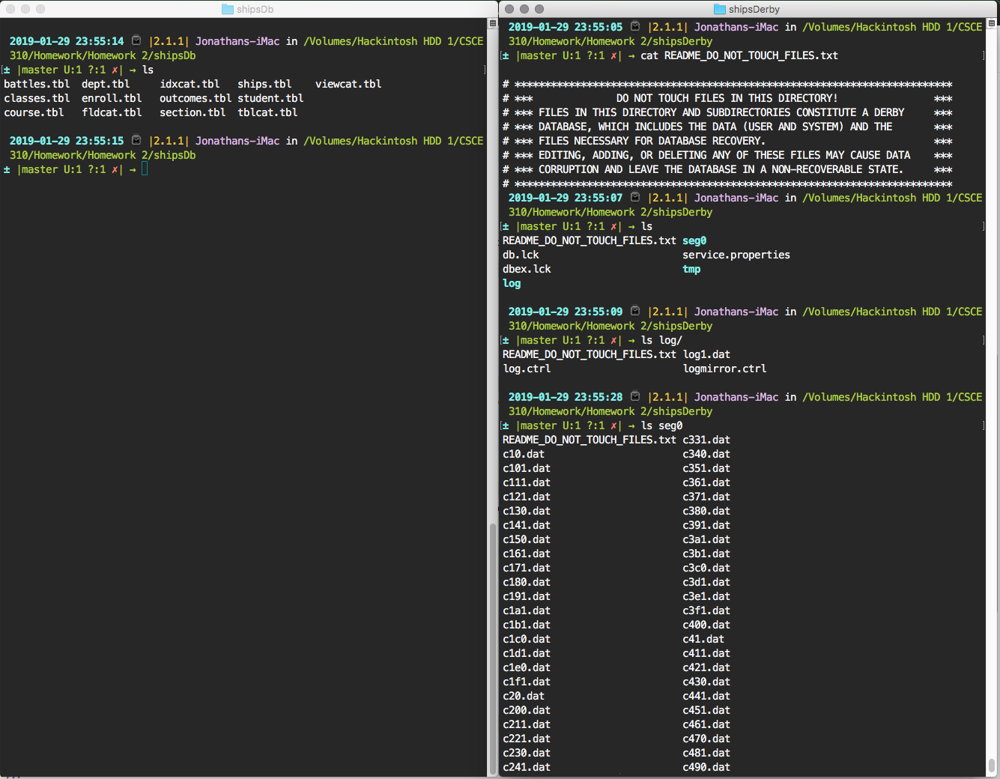 shipsDb
2019-01-29 23:55:14 |2.1.1| Jonathans-iMac in /Volumes/Hackintosh HDD 1/CSCE
310/Homework/Homework 2/shipsDb
[± |master U:1 ?:1 ✗| → ls ]
battles.tbl dept.tbl idxcat.tbl ships.tbl viewcat.tbl
classes.tbl enroll.tbl outcomes.tbl student.tbl
course.tbl fldcat.tbl section.tbl tblcat.tbl
2019-01-29 23:55:15 |2.1.1| Jonathans-iMac in /Volumes/Hackintosh HDD 1/CSCE
310/Homework/Homework 2/shipsDb
± |master U:1 ?:1 ✗| →
shipsDerby
2019-01-29 23:55:05 |2.1.1| Jonathans-iMac in /Volumes/Hackintosh HDD 1/CSCE
310/Homework/Homework 2/shipsDerby
[± |master U:1 ?:1 ✗| → cat README_DO_NOT_TOUCH_FILES.txt ]
# *************************************************************************
# *** DO NOT TOUCH FILES IN THIS DIRECTORY! ***
# *** FILES IN THIS DIRECTORY AND SUBDIRECTORIES CONSTITUTE A DERBY ***
# *** DATABASE, WHICH INCLUDES THE DATA (USER AND SYSTEM) AND THE ***
# *** FILES NECESSARY FOR DATABASE RECOVERY. ***
# *** EDITING, ADDING, OR DELETING ANY OF THESE FILES MAY CAUSE DATA ***
# *** CORRUPTION AND LEAVE THE DATABASE IN A NON-RECOVERABLE STATE. ***
# *************************************************************************
2019-01-29 23:55:07 |2.1.1| Jonathans-iMac in /Volumes/Hackintosh HDD 1/CSCE
310/Homework/Homework 2/shipsDerby
[± |master U:1 ?:1 ✗| → ls ]
README_DO_NOT_TOUCH_FILES.txt seg0
db.lck service.properties
dbex.lck tmp
log
2019-01-29 23:55:09 |2.1.1| Jonathans-iMac in /Volumes/Hackintosh HDD 1/CSCE
310/Homework/Homework 2/shipsDerby
[± |master U:1 ?:1 ✗| → ls log/ ]
README_DO_NOT_TOUCH_FILES.txt log1.dat
log.ctrl logmirror.ctrl
2019-01-29 23:55:28 |2.1.1| Jonathans-iMac in /Volumes/Hackintosh HDD 1/CSCE
310/Homework/Homework 2/shipsDerby
[± |master U:1 ?:1 ✗| → ls seg0 ]
README_DO_NOT_TOUCH_FILES.txt c331.dat
c10.dat c340.dat
c101.dat c351.dat
c111.dat c361.dat
c121.dat c371.dat
c130.dat c380.dat
c141.dat c391.dat
c150.dat c3a1.dat
c161.dat c3b1.dat
c171.dat c3c0.dat
c180.dat c3d1.dat
c191.dat c3e1.dat
c1a1.dat c3f1.dat
c1b1.dat c400.dat
c1c0.dat c41.dat
c1d1.dat c411.dat
c1e0.dat c421.dat
c1f1.dat c430.dat
c20.dat c441.dat
c200.dat c451.dat
c211.dat c461.dat
c221.dat c470.dat
c230.dat c481.dat
c241.dat c490.dat